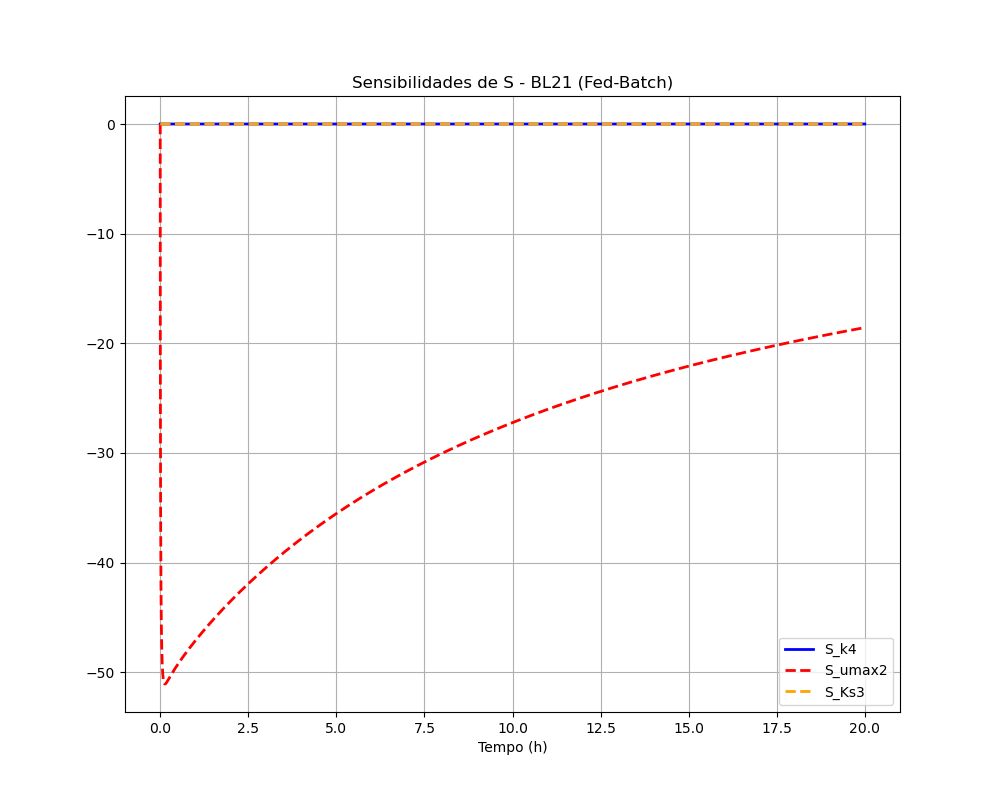 Sensibilidades de S - BL21 (Fed-Batch)
0
−10
−20
−30
−40
−50
S_k4
S_umax2
S_Ks3
0.0 2.5 5.0 7.5 10.0 12.5 15.0 17.5 20.0
Tempo (h)